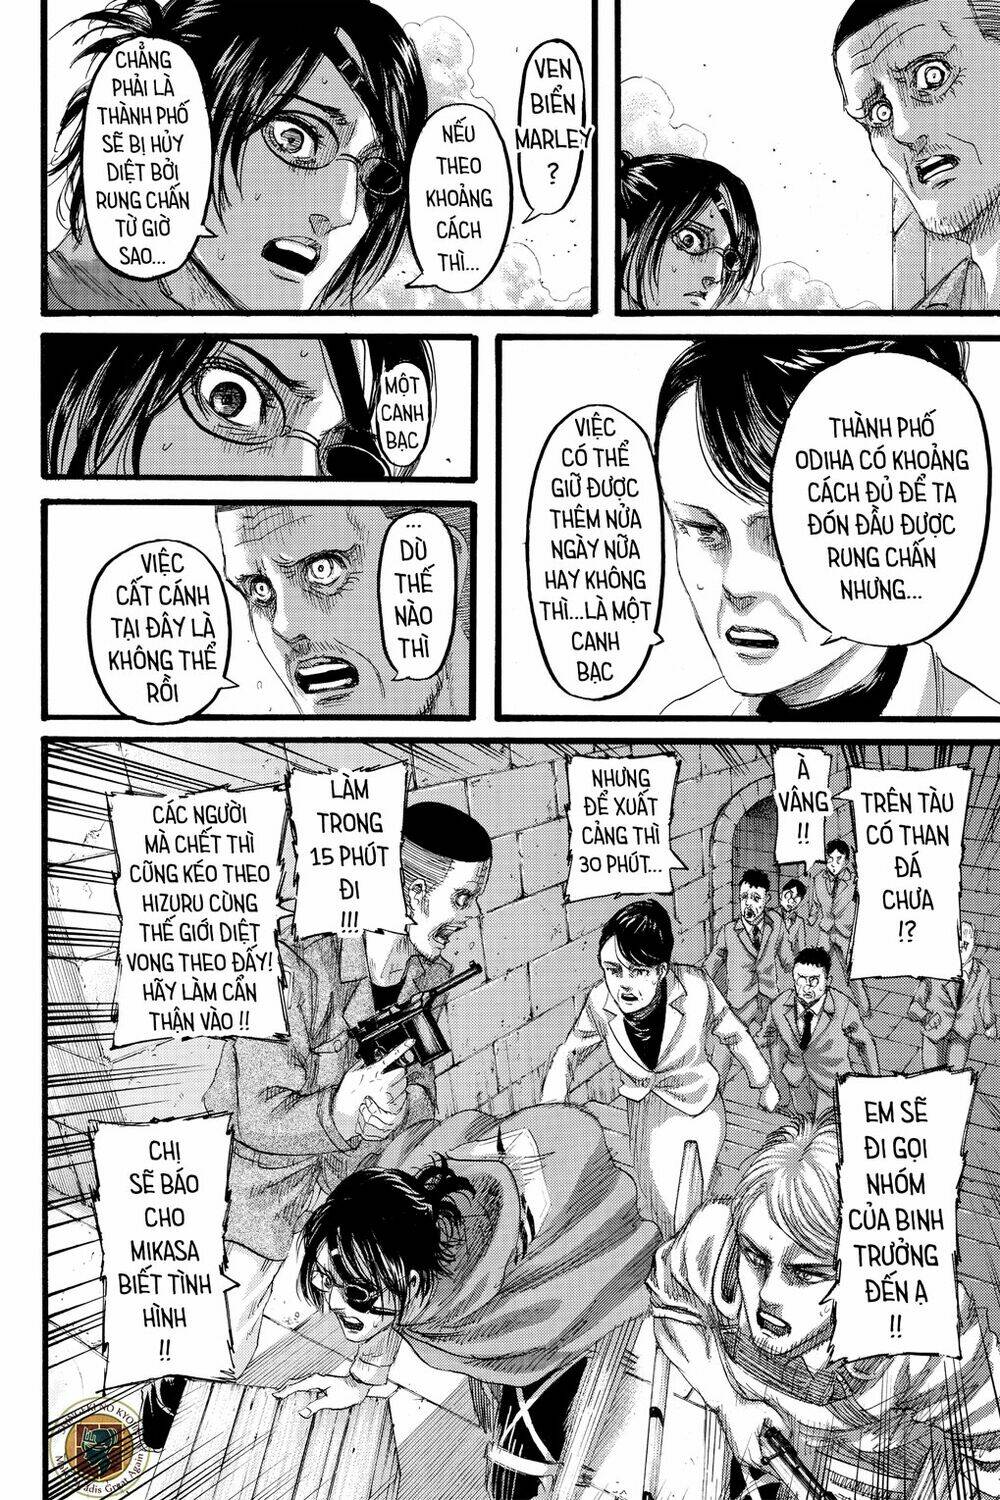 VEN
BIỂN
MARLEY
?
NẾU
THEO
KHOẢNG
CÁCH
THÌ...
CHẲNG
PHẢI LÀ
THÀNH PHỐ
SẼ BỊ HỦY
DIỆT BỞI
RUNG CHẤN
TỪ GIỜ
SAO...
THÀNH PHỐ
ODIHA CÓ KHOẢNG
CÁCH ĐỦ ĐỂ TA
ĐÓN ĐẦU ĐƯỢC
RUNG CHẤN
NHƯNG...
VIỆC
CÓ THỂ
GIỮ ĐƯỢC
THÊM NỬA
NGÀY NỮA
HAY KHÔNG
THÌ...LÀ MỘT
CANH
BẠC
MỘT
CANH
BẠC
...
DÙ
THẾ
NÀO
THÌ
VIỆC
CẤT CÁNH
TẠI ĐÂY LÀ
KHÔNG THỂ
RỒI
TRÊN TÀU
CÓ THAN
ĐÁ
CHƯA
!?
À
VÂNG
!!
NHƯNG
ĐỂ XUẤT
CẢNG THÌ
30 PHÚT...
LÀM
TRONG
15 PHÚT
ĐI
!!!
CÁC NGƯỜI
MÀ CHẾT THÌ
CŨNG KÉO THEO
HIZURU CÙNG
THẾ GIỚI DIỆT
VONG THEO ĐẤY!
HÃY LÀM CẨN
THẬN VÀO !!
EM SẼ
ĐI GỌI
NHÓM
CỦA BINH
TRƯỞNG
ĐẾN Ạ
!!
CHỊ
SẼ BÁO
CHO
MIKASA
BIẾT TÌNH
HÌNH
!!